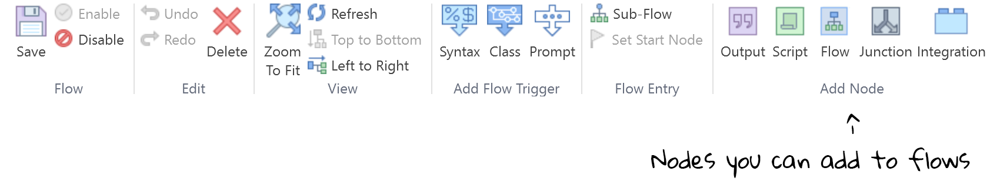 Save
Enable
Disable
Flow
Undo
Redo
Delete
Edit
Zoom
To Fit
Refresh
Top to Bottom
Left to Right
View
Syntax
Class
Prompt
Add Flow Trigger
Sub-Flow
Set Start Node
Flow Entry
Output
Script
Flow
Junction
Integration
Add Node
Nodes you can add to flows